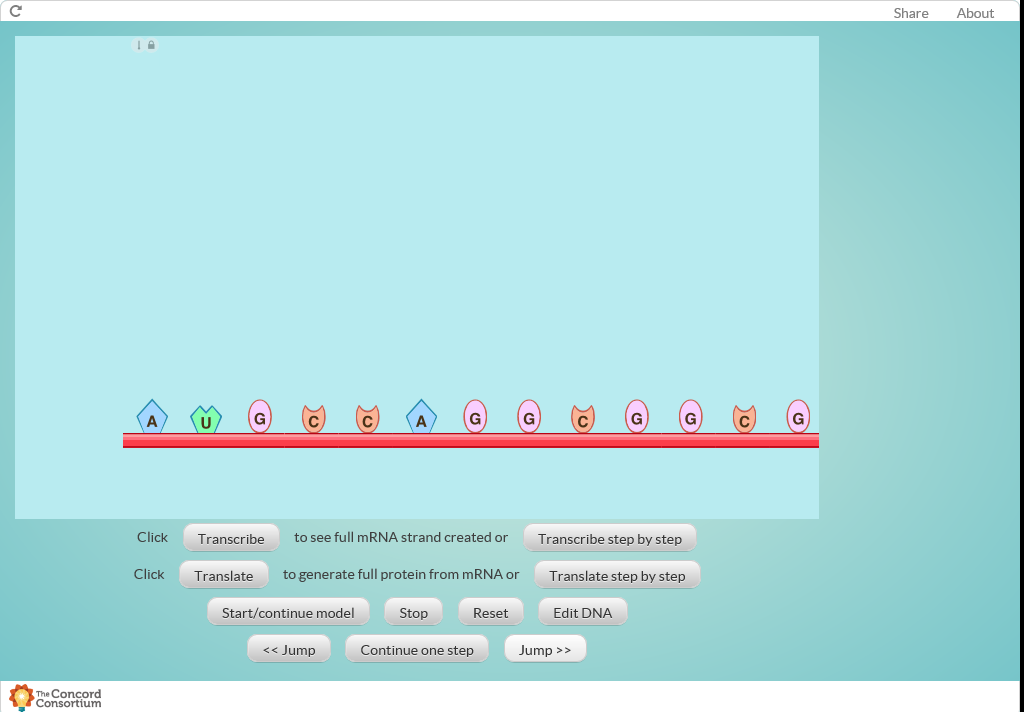 Share About
A U G C C A G G C G G C G
Click Transcribe to see full mRNA strand created or Transcribe step by step
Click Translate to generate full protein from mRNA or Translate step by step
Start/continue model Stop Reset Edit DNA
<< Jump Continue one step Jump >>
The Concord
Consortium